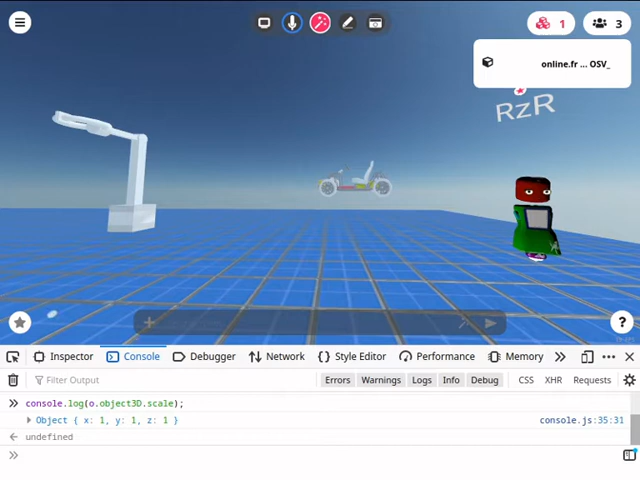 1
3
online.fr ... OSV_
RzR
?
Inspector
Console
Debugger
Network
Style Editor
Performance
Memory
Filter Output
Errors
Warnings
Logs
Info
Debug
CSS
XHR
Requests
console.log(o.object3D.scale);
Object { x: 1, y: 1, z: 1 }
console.js:35:31
undefined